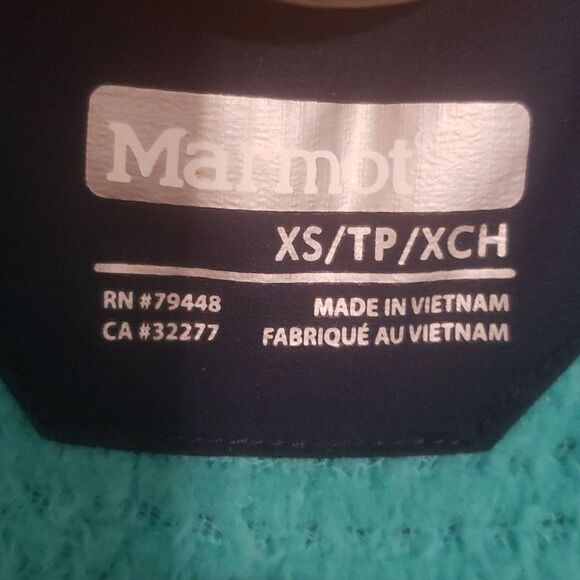 Marmot®
XS/TP/XCH
RN #79448
CA #32277
MADE IN VIETNAM
FABRIQUÉ AU VIETNAM